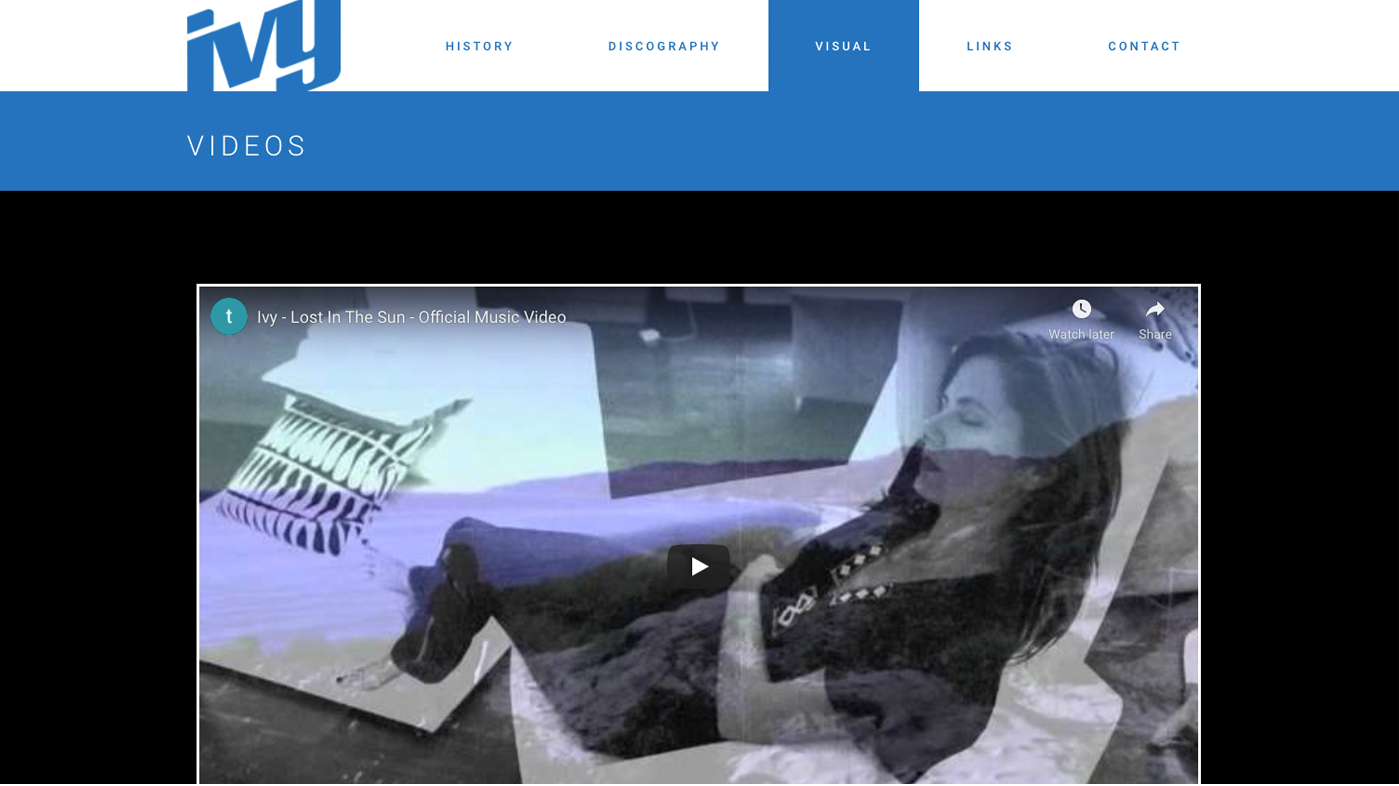 ivy
HISTORY
DISCOGRAPHY
VISUAL
LINKS
CONTACT
VIDEOS
t
Ivy - Lost In The Sun - Official Music Video
Watch later
Share